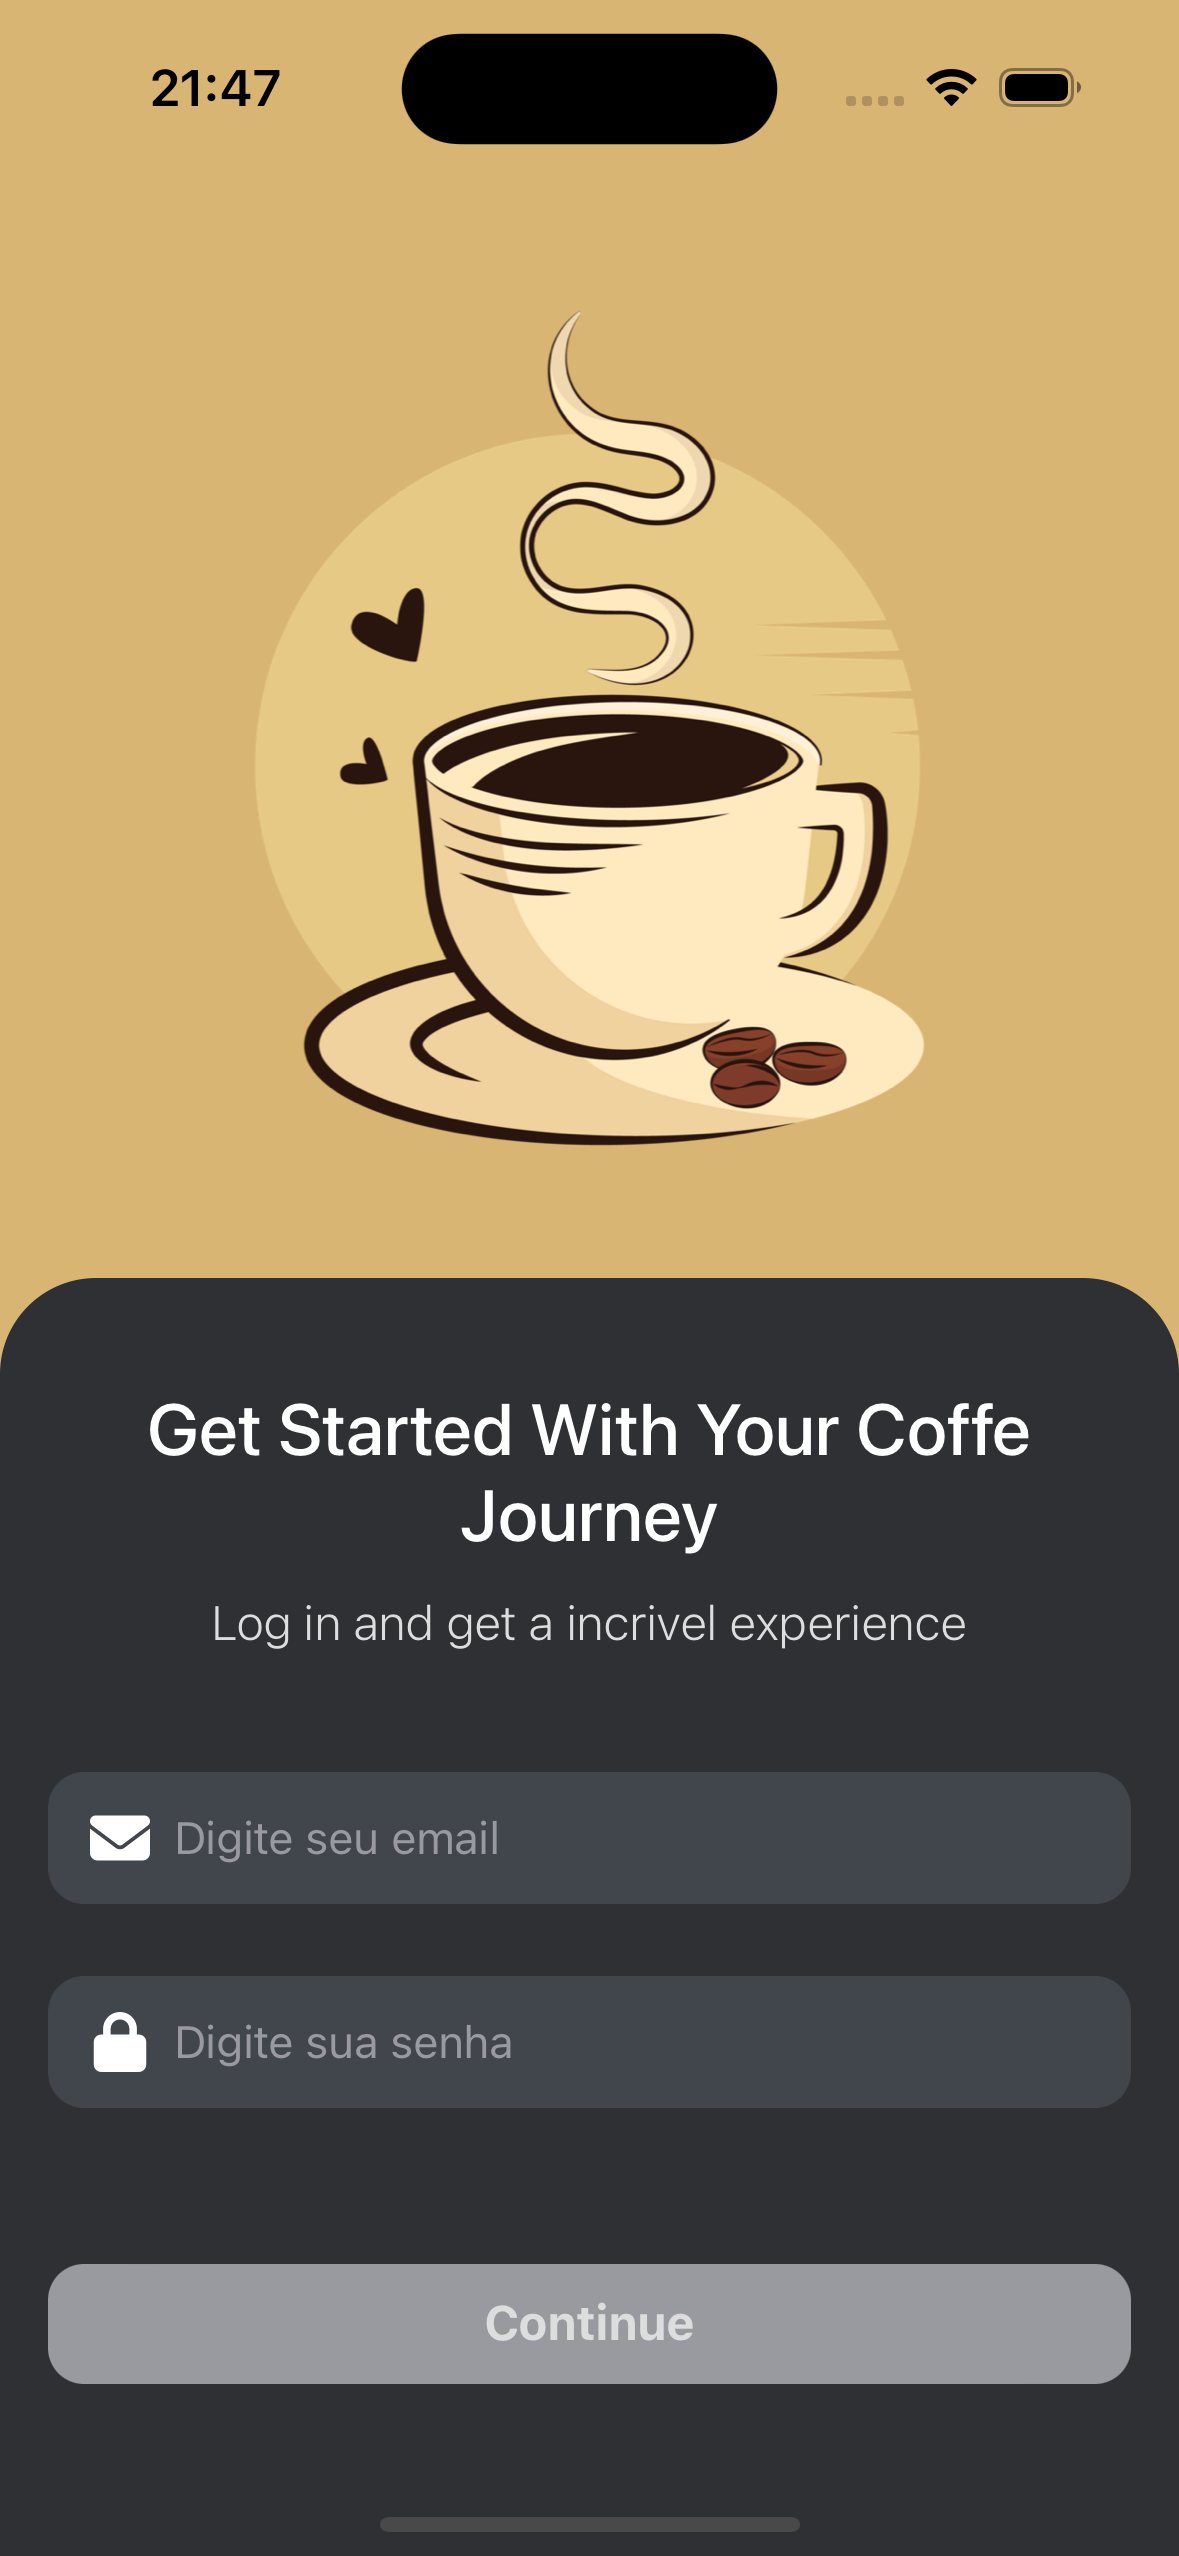 21:47
Get Started With Your Coffe
Journey
Log in and get a incrivel experience
Digite seu email
Digite sua senha
Continue